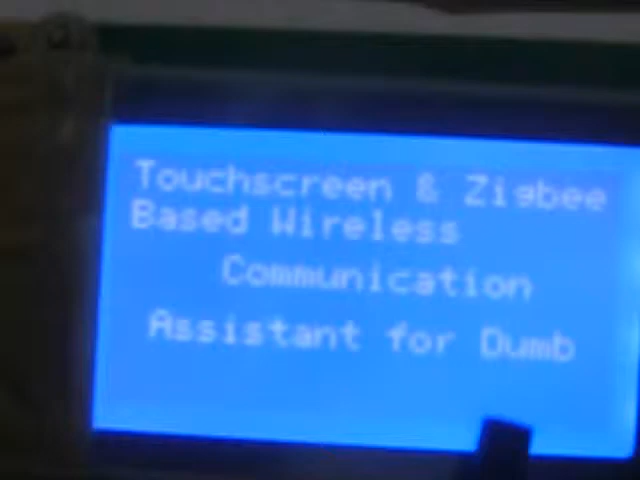 Touchscreen & Zigbee
Based Wireless
Communication
Assistant for Dumb